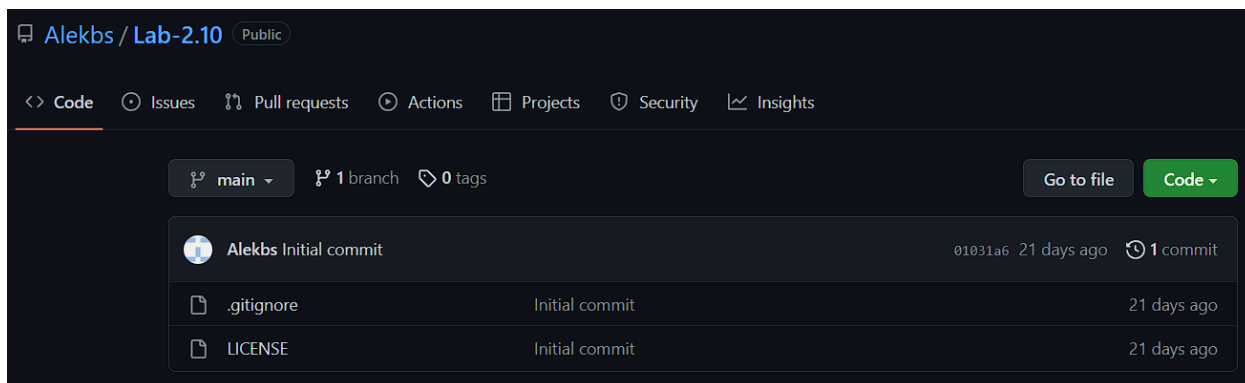 Alekbs / Lab-2.10 Public
Code Issues Pull requests Actions Projects Security Insights
main 1 branch 0 tags Go to file Code
Alekbs Initial commit 01031a6 21 days ago 1 commit
.gitignore Initial commit 21 days ago
LICENSE Initial commit 21 days ago